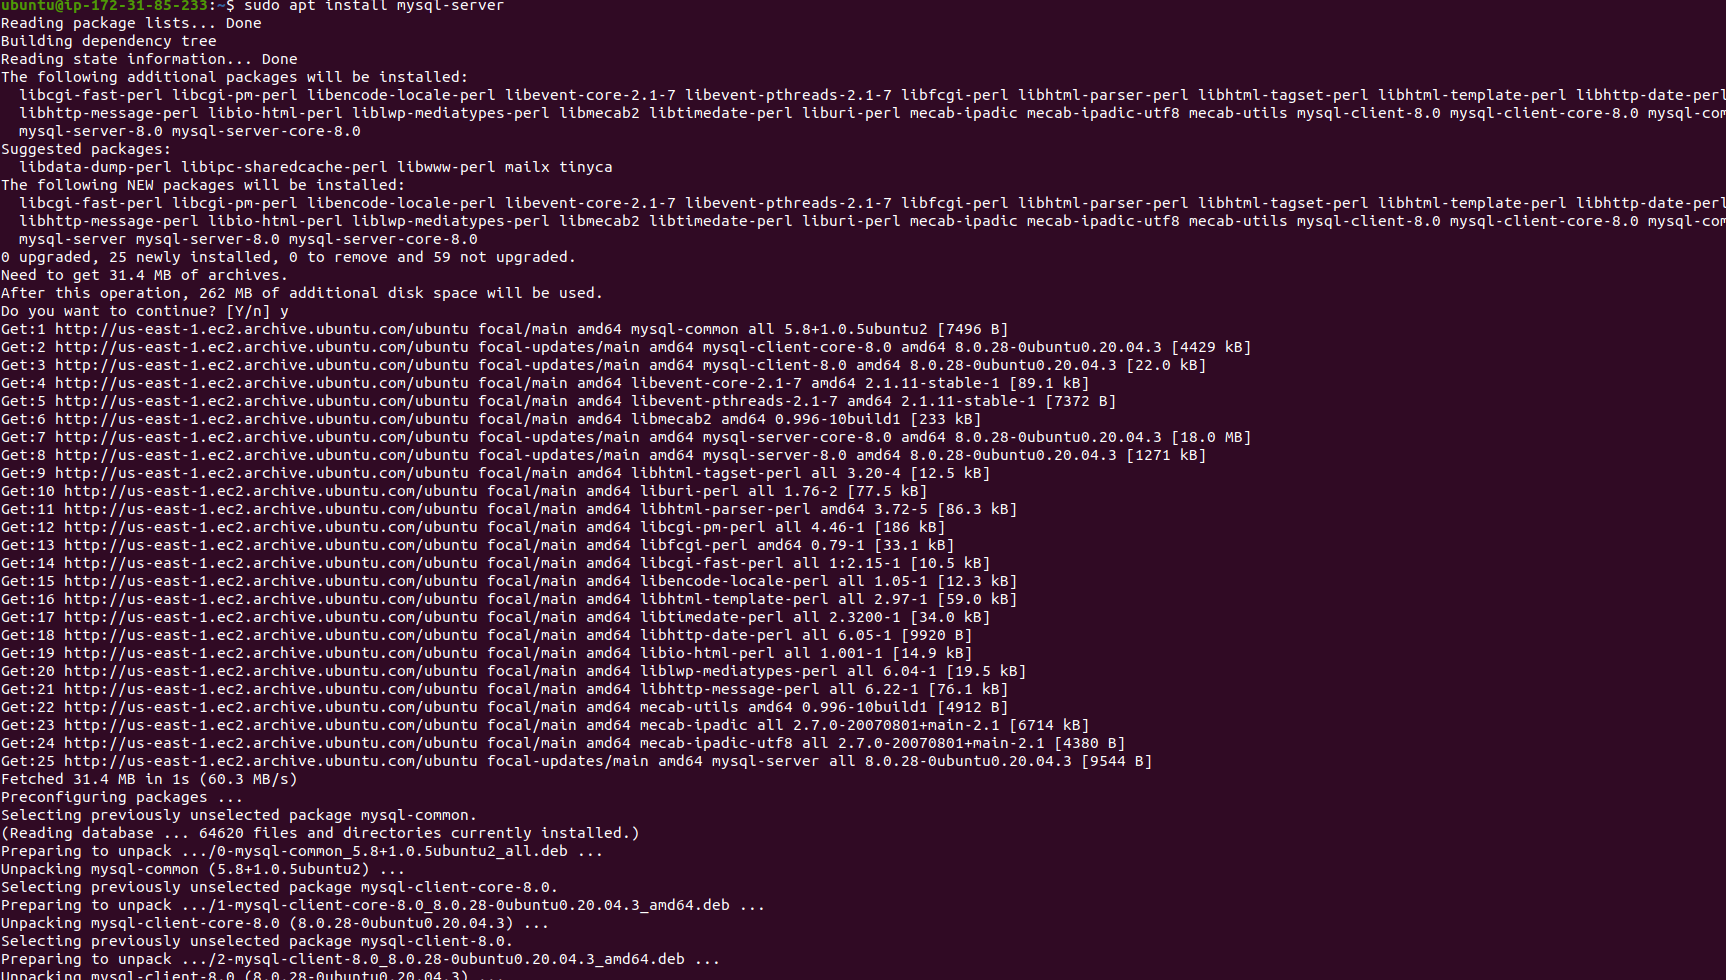 ubuntu@ip-172-31-85-233:~$ sudo apt install mysql-server
Reading package lists... Done
Building dependency tree
Reading state information... Done
The following additional packages will be installed:
  libcgi-fast-perl libcgi-pm-perl libencode-locale-perl libevent-core-2.1-7 libevent-pthreads-2.1-7 libfcgi-perl libhtml-parser-perl libhtml-tagset-perl libhtml-template-perl libhttp-date-perl
  libhttp-message-perl libio-html-perl liblwp-mediatypes-perl libmecab2 libtimedate-perl liburi-perl mecab-ipadic mecab-ipadic-utf8 mecab-utils mysql-client-8.0 mysql-client-core-8.0 mysql-com
  mysql-server-8.0 mysql-server-core-8.0
Suggested packages:
  libdata-dump-perl libipc-sharedcache-perl libwww-perl mailx tinyca
The following NEW packages will be installed:
  libcgi-fast-perl libcgi-pm-perl libencode-locale-perl libevent-core-2.1-7 libevent-pthreads-2.1-7 libfcgi-perl libhtml-parser-perl libhtml-tagset-perl libhtml-template-perl libhttp-date-perl
  libhttp-message-perl libio-html-perl liblwp-mediatypes-perl libmecab2 libtimedate-perl liburi-perl mecab-ipadic mecab-ipadic-utf8 mecab-utils mysql-client-8.0 mysql-client-core-8.0 mysql-com
  mysql-server mysql-server-8.0 mysql-server-core-8.0
0 upgraded, 25 newly installed, 0 to remove and 59 not upgraded.
Need to get 31.4 MB of archives.
After this operation, 262 MB of additional disk space will be used.
Do you want to continue? [Y/n] y
Get:1 http://us-east-1.ec2.archive.ubuntu.com/ubuntu focal/main amd64 mysql-common all 5.8+1.0.5ubuntu2 [7496 B]
Get:2 http://us-east-1.ec2.archive.ubuntu.com/ubuntu focal-updates/main amd64 mysql-client-core-8.0 amd64 8.0.28-0ubuntu0.20.04.3 [4429 kB]
Get:3 http://us-east-1.ec2.archive.ubuntu.com/ubuntu focal-updates/main amd64 mysql-client-8.0 amd64 8.0.28-0ubuntu0.20.04.3 [22.0 kB]
Get:4 http://us-east-1.ec2.archive.ubuntu.com/ubuntu focal/main amd64 libevent-core-2.1-7 amd64 2.1.11-stable-1 [89.1 kB]
Get:5 http://us-east-1.ec2.archive.ubuntu.com/ubuntu focal/main amd64 libevent-pthreads-2.1-7 amd64 2.1.11-stable-1 [7372 B]
Get:6 http://us-east-1.ec2.archive.ubuntu.com/ubuntu focal/main amd64 libmecab2 amd64 0.996-10build1 [233 kB]
Get:7 http://us-east-1.ec2.archive.ubuntu.com/ubuntu focal-updates/main amd64 mysql-server-core-8.0 amd64 8.0.28-0ubuntu0.20.04.3 [18.0 MB]
Get:8 http://us-east-1.ec2.archive.ubuntu.com/ubuntu focal-updates/main amd64 mysql-server-8.0 amd64 8.0.28-0ubuntu0.20.04.3 [1271 kB]
Get:9 http://us-east-1.ec2.archive.ubuntu.com/ubuntu focal/main amd64 libhtml-tagset-perl all 3.20-4 [12.5 kB]
Get:10 http://us-east-1.ec2.archive.ubuntu.com/ubuntu focal/main amd64 liburi-perl all 1.76-2 [77.5 kB]
Get:11 http://us-east-1.ec2.archive.ubuntu.com/ubuntu focal/main amd64 libhtml-parser-perl amd64 3.72-5 [86.3 kB]
Get:12 http://us-east-1.ec2.archive.ubuntu.com/ubuntu focal/main amd64 libcgi-pm-perl all 4.46-1 [186 kB]
Get:13 http://us-east-1.ec2.archive.ubuntu.com/ubuntu focal/main amd64 libfcgi-perl amd64 0.79-1 [33.1 kB]
Get:14 http://us-east-1.ec2.archive.ubuntu.com/ubuntu focal/main amd64 libcgi-fast-perl all 1:2.15-1 [10.5 kB]
Get:15 http://us-east-1.ec2.archive.ubuntu.com/ubuntu focal/main amd64 libencode-locale-perl all 1.05-1 [12.3 kB]
Get:16 http://us-east-1.ec2.archive.ubuntu.com/ubuntu focal/main amd64 libhtml-template-perl all 2.97-1 [59.0 kB]
Get:17 http://us-east-1.ec2.archive.ubuntu.com/ubuntu focal/main amd64 libtimedate-perl all 2.3200-1 [34.0 kB]
Get:18 http://us-east-1.ec2.archive.ubuntu.com/ubuntu focal/main amd64 libhttp-date-perl all 6.05-1 [9920 B]
Get:19 http://us-east-1.ec2.archive.ubuntu.com/ubuntu focal/main amd64 libio-html-perl all 1.001-1 [14.9 kB]
Get:20 http://us-east-1.ec2.archive.ubuntu.com/ubuntu focal/main amd64 liblwp-mediatypes-perl all 6.04-1 [19.5 kB]
Get:21 http://us-east-1.ec2.archive.ubuntu.com/ubuntu focal/main amd64 libhttp-message-perl all 6.22-1 [76.1 kB]
Get:22 http://us-east-1.ec2.archive.ubuntu.com/ubuntu focal/main amd64 mecab-utils amd64 0.996-10build1 [4912 B]
Get:23 http://us-east-1.ec2.archive.ubuntu.com/ubuntu focal/main amd64 mecab-ipadic all 2.7.0-20070801+main-2.1 [6714 kB]
Get:24 http://us-east-1.ec2.archive.ubuntu.com/ubuntu focal/main amd64 mecab-ipadic-utf8 all 2.7.0-20070801+main-2.1 [4380 B]
Get:25 http://us-east-1.ec2.archive.ubuntu.com/ubuntu focal-updates/main amd64 mysql-server all 8.0.28-0ubuntu0.20.04.3 [9544 B]
Fetched 31.4 MB in 1s (60.3 MB/s)
Preconfiguring packages ...
Selecting previously unselected package mysql-common.
(Reading database ... 64620 files and directories currently installed.)
Preparing to unpack .../0-mysql-common_5.8+1.0.5ubuntu2_all.deb ...
Unpacking mysql-common (5.8+1.0.5ubuntu2) ...
Selecting previously unselected package mysql-client-core-8.0.
Preparing to unpack .../1-mysql-client-core-8.0_8.0.28-0ubuntu0.20.04.3_amd64.deb ...
Unpacking mysql-client-core-8.0 (8.0.28-0ubuntu0.20.04.3) ...
Selecting previously unselected package mysql-client-8.0.
Preparing to unpack .../2-mysql-client-8.0_8.0.28-0ubuntu0.20.04.3_amd64.deb ...
Unpacking mysql-client-8.0 (8.0.28-0ubuntu0.20.04.3) ...